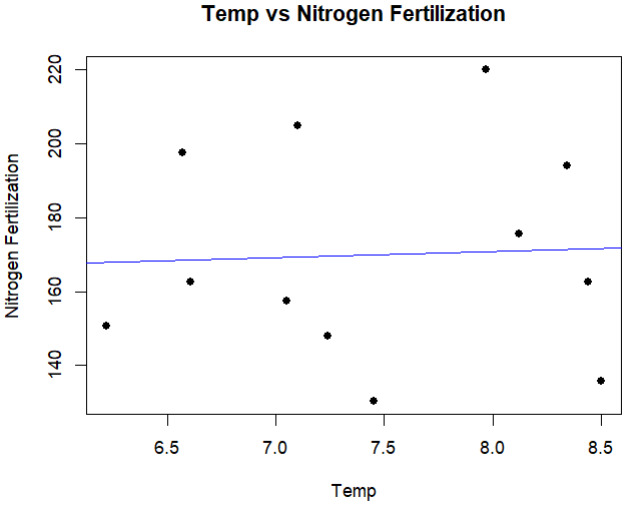 Temp vs Nitrogen Fertilization
Nitrogen Fertilization
220
200
180
160
140
6.5 7.0 7.5 8.0 8.5
Temp